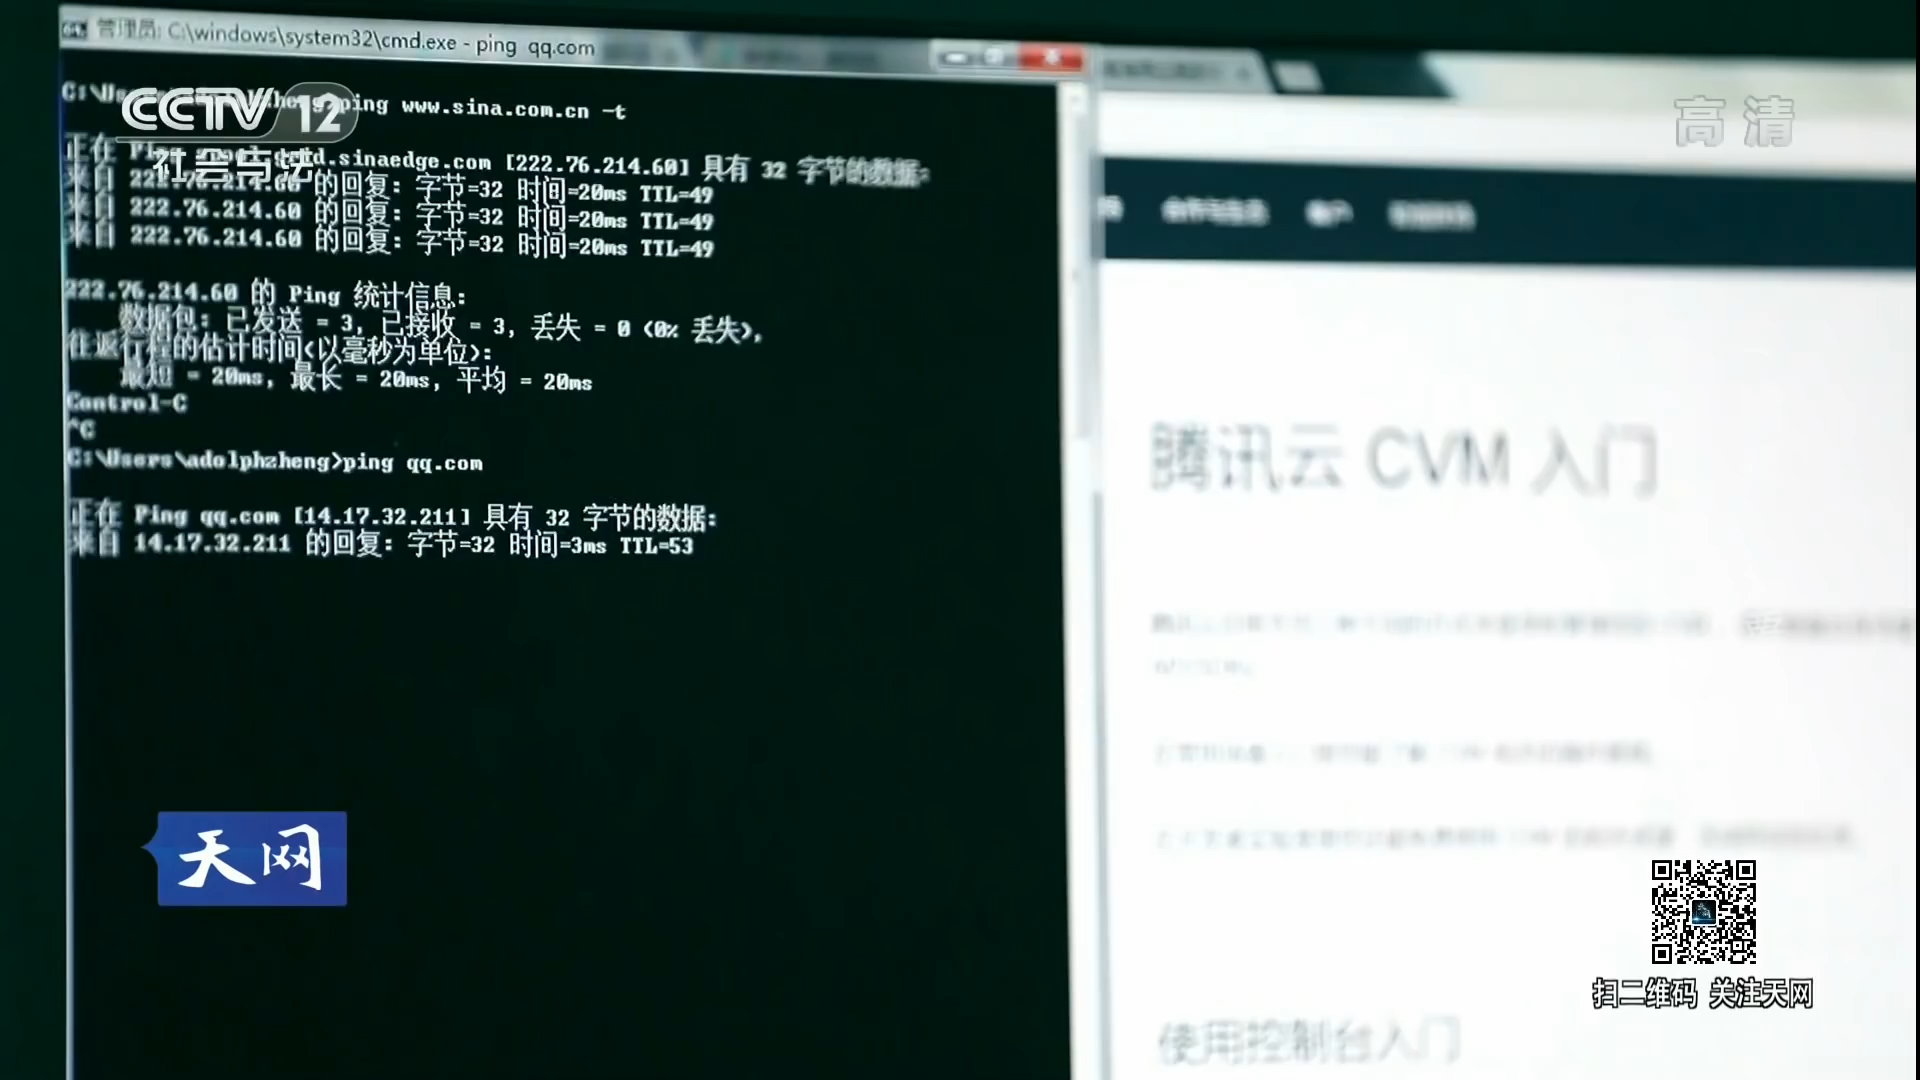 管理员: C:\windows\system32\cmd.exe - ping qq.com
ping www.sina.com.cn -t
CCTV 12
社会与法
高清
正在 Ping .sinaedge.com [222.76.214.60] 具有 32 字节的数据:
来自 222.76.214.60 的回复: 字节=32 时间=20ms TTL=49
来自 222.76.214.60 的回复: 字节=32 时间=20ms TTL=49
来自 222.76.214.60 的回复: 字节=32 时间=20ms TTL=49
222.76.214.60 的 Ping 统计信息:
数据包: 已发送 = 3, 已接收 = 3, 丢失 = 0 (0% 丢失),
往返行程的估计时间(以毫秒为单位):
最短 = 20ms, 最长 = 20ms, 平均 = 20ms
Control-C
^C
C:\Users\adolphzheng>ping qq.com
正在 Ping qq.com [14.17.32.211] 具有 32 字节的数据:
来自 14.17.32.211 的回复: 字节=32 时间=3ms TTL=53
腾讯云 CVM 入门
使用控制台入门
天网
扫二维码 关注天网